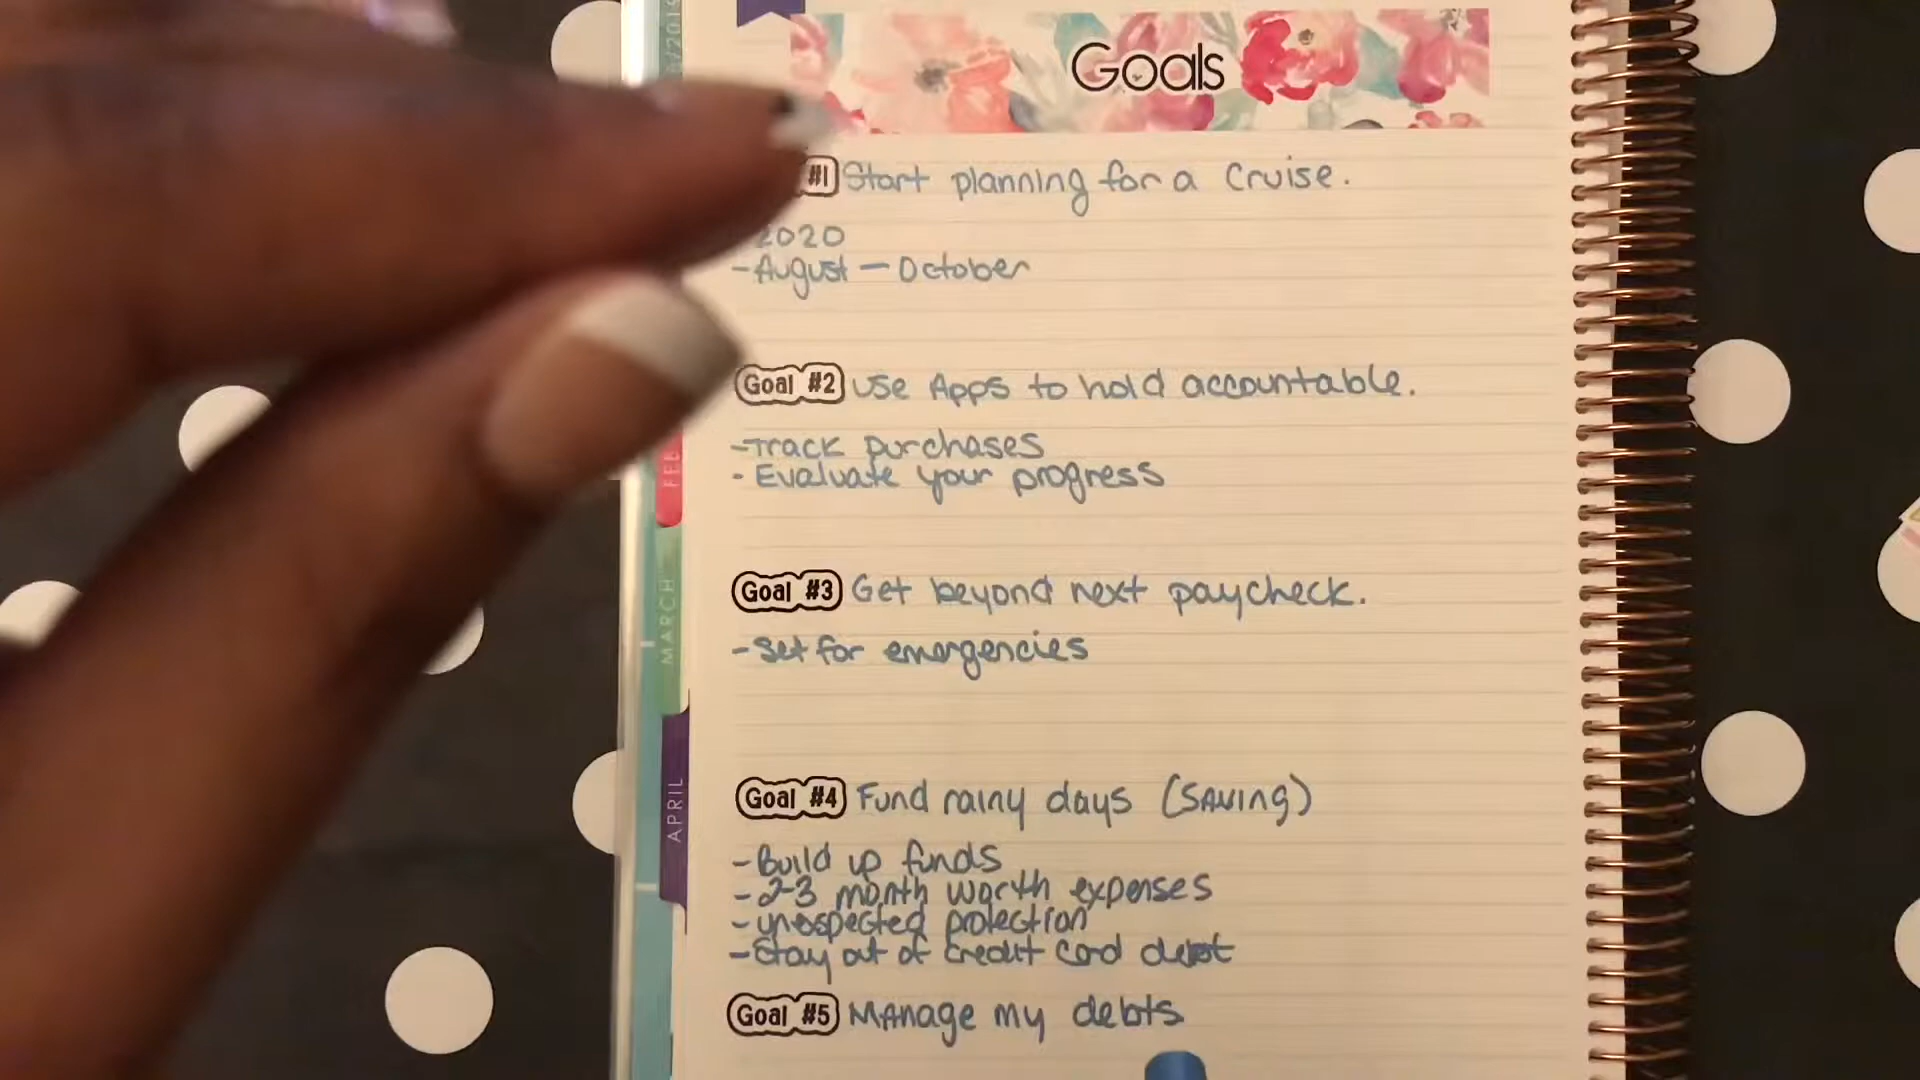 Goals
#1 Start planning for a Cruise.
2020
- August - October
Goal #2 Use Apps to hold accountable.
- Track purchases
- Evaluate your progress
Goal #3 Get beyond next paycheck.
- Set for emergencies
Goal #4 Fund rainy days (SAVING)
- Build up funds
- 2-3 month worth expenses
- unexspected protection
- Stay out of credit card debt
Goal #5 Manage my debts
FEB
MARCH
APRIL